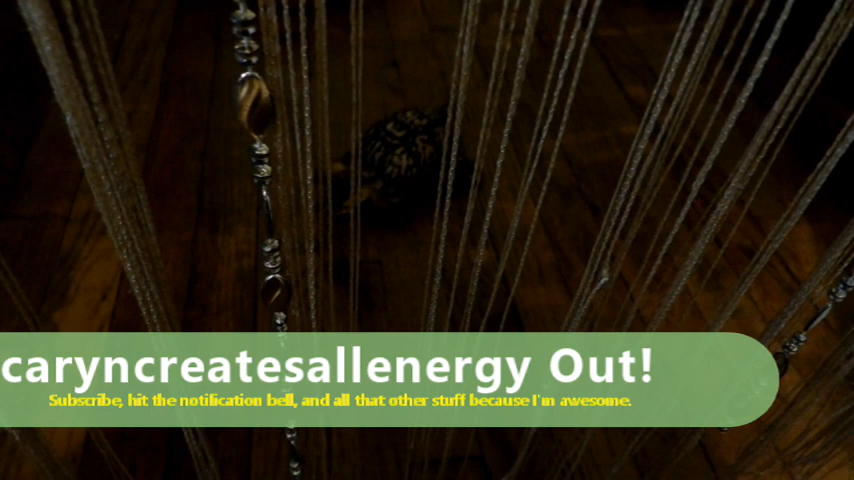 caryncreatesallenergy Out!
Subscribe, hit the notification bell, and all that other stuff because I'm awesome.